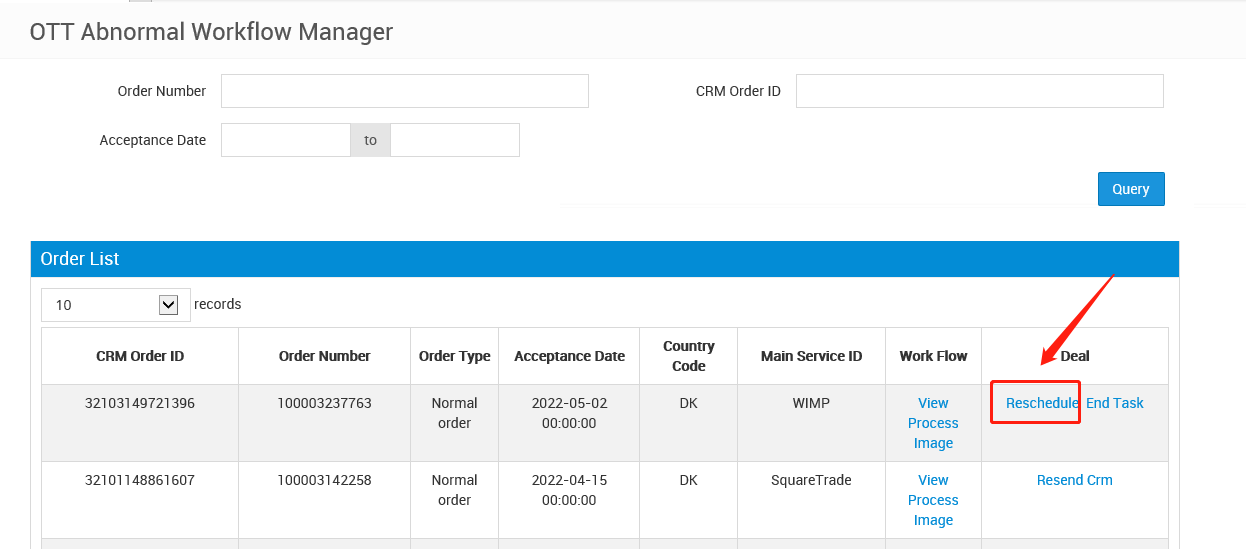 OTT Abnormal Workflow Manager
Order Number
CRM Order ID
Acceptance Date
to
Query
Order List
10 records
CRM Order ID Order Number Order Type Acceptance Date Country Code Main Service ID Work Flow Deal
32103149721396 100003237763 Normal order 2022-05-02 00:00:00 DK WIMP View Process Image Reschedule End Task
32101148861607 100003142258 Normal order 2022-04-15 00:00:00 DK SquareTrade View Process Image Resend Crm